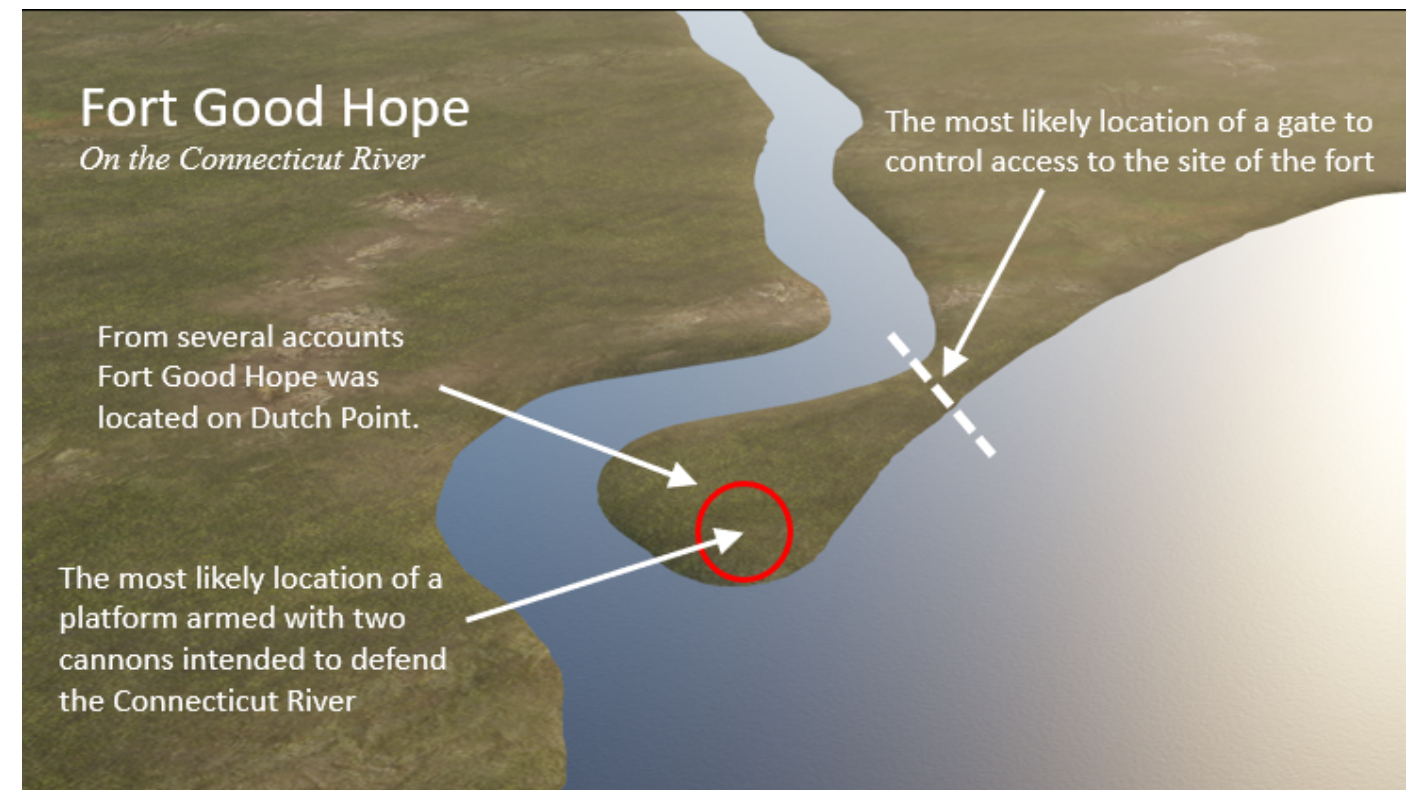 Fort Good Hope
On the Connecticut River
The most likely location of a gate to
control access to the site of the fort
From several accounts
Fort Good Hope was
located on Dutch Point.
The most likely location of a
platform armed with two
cannons intended to defend
the Connecticut River